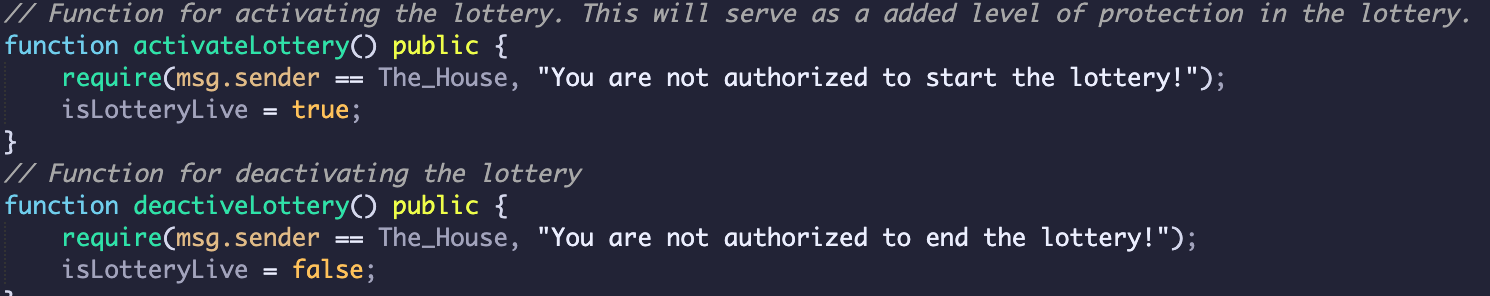 // Function for activating the lottery. This will serve as a added level of protection in the lottery.
function activateLottery() public {
    require(msg.sender == The_House, "You are not authorized to start the lottery!");
    isLotteryLive = true;
}
// Function for deactivating the lottery
function deactiveLottery() public {
    require(msg.sender == The_House, "You are not authorized to end the lottery!");
    isLotteryLive = false;
}